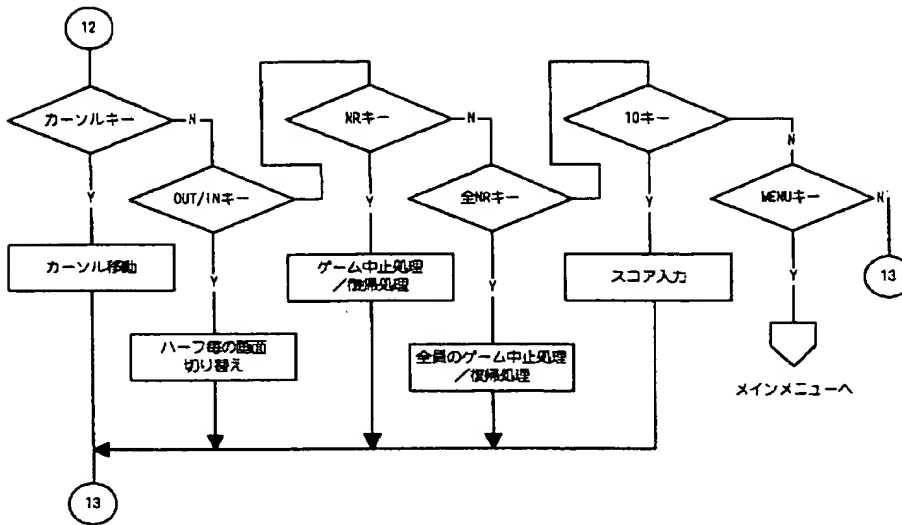 12
カーソルキー
N
Y
OUT/INキー
Y
カーソル移動
ハーフ毎の画面
切り替え
NRキー
N
Y
全NRキー
Y
ゲーム中止処理
/復帰処理
全員のゲーム中止処理
/復帰処理
10キー
N
Y
MENUキー
N
Y
スコア入力
13
メインメニューへ
13